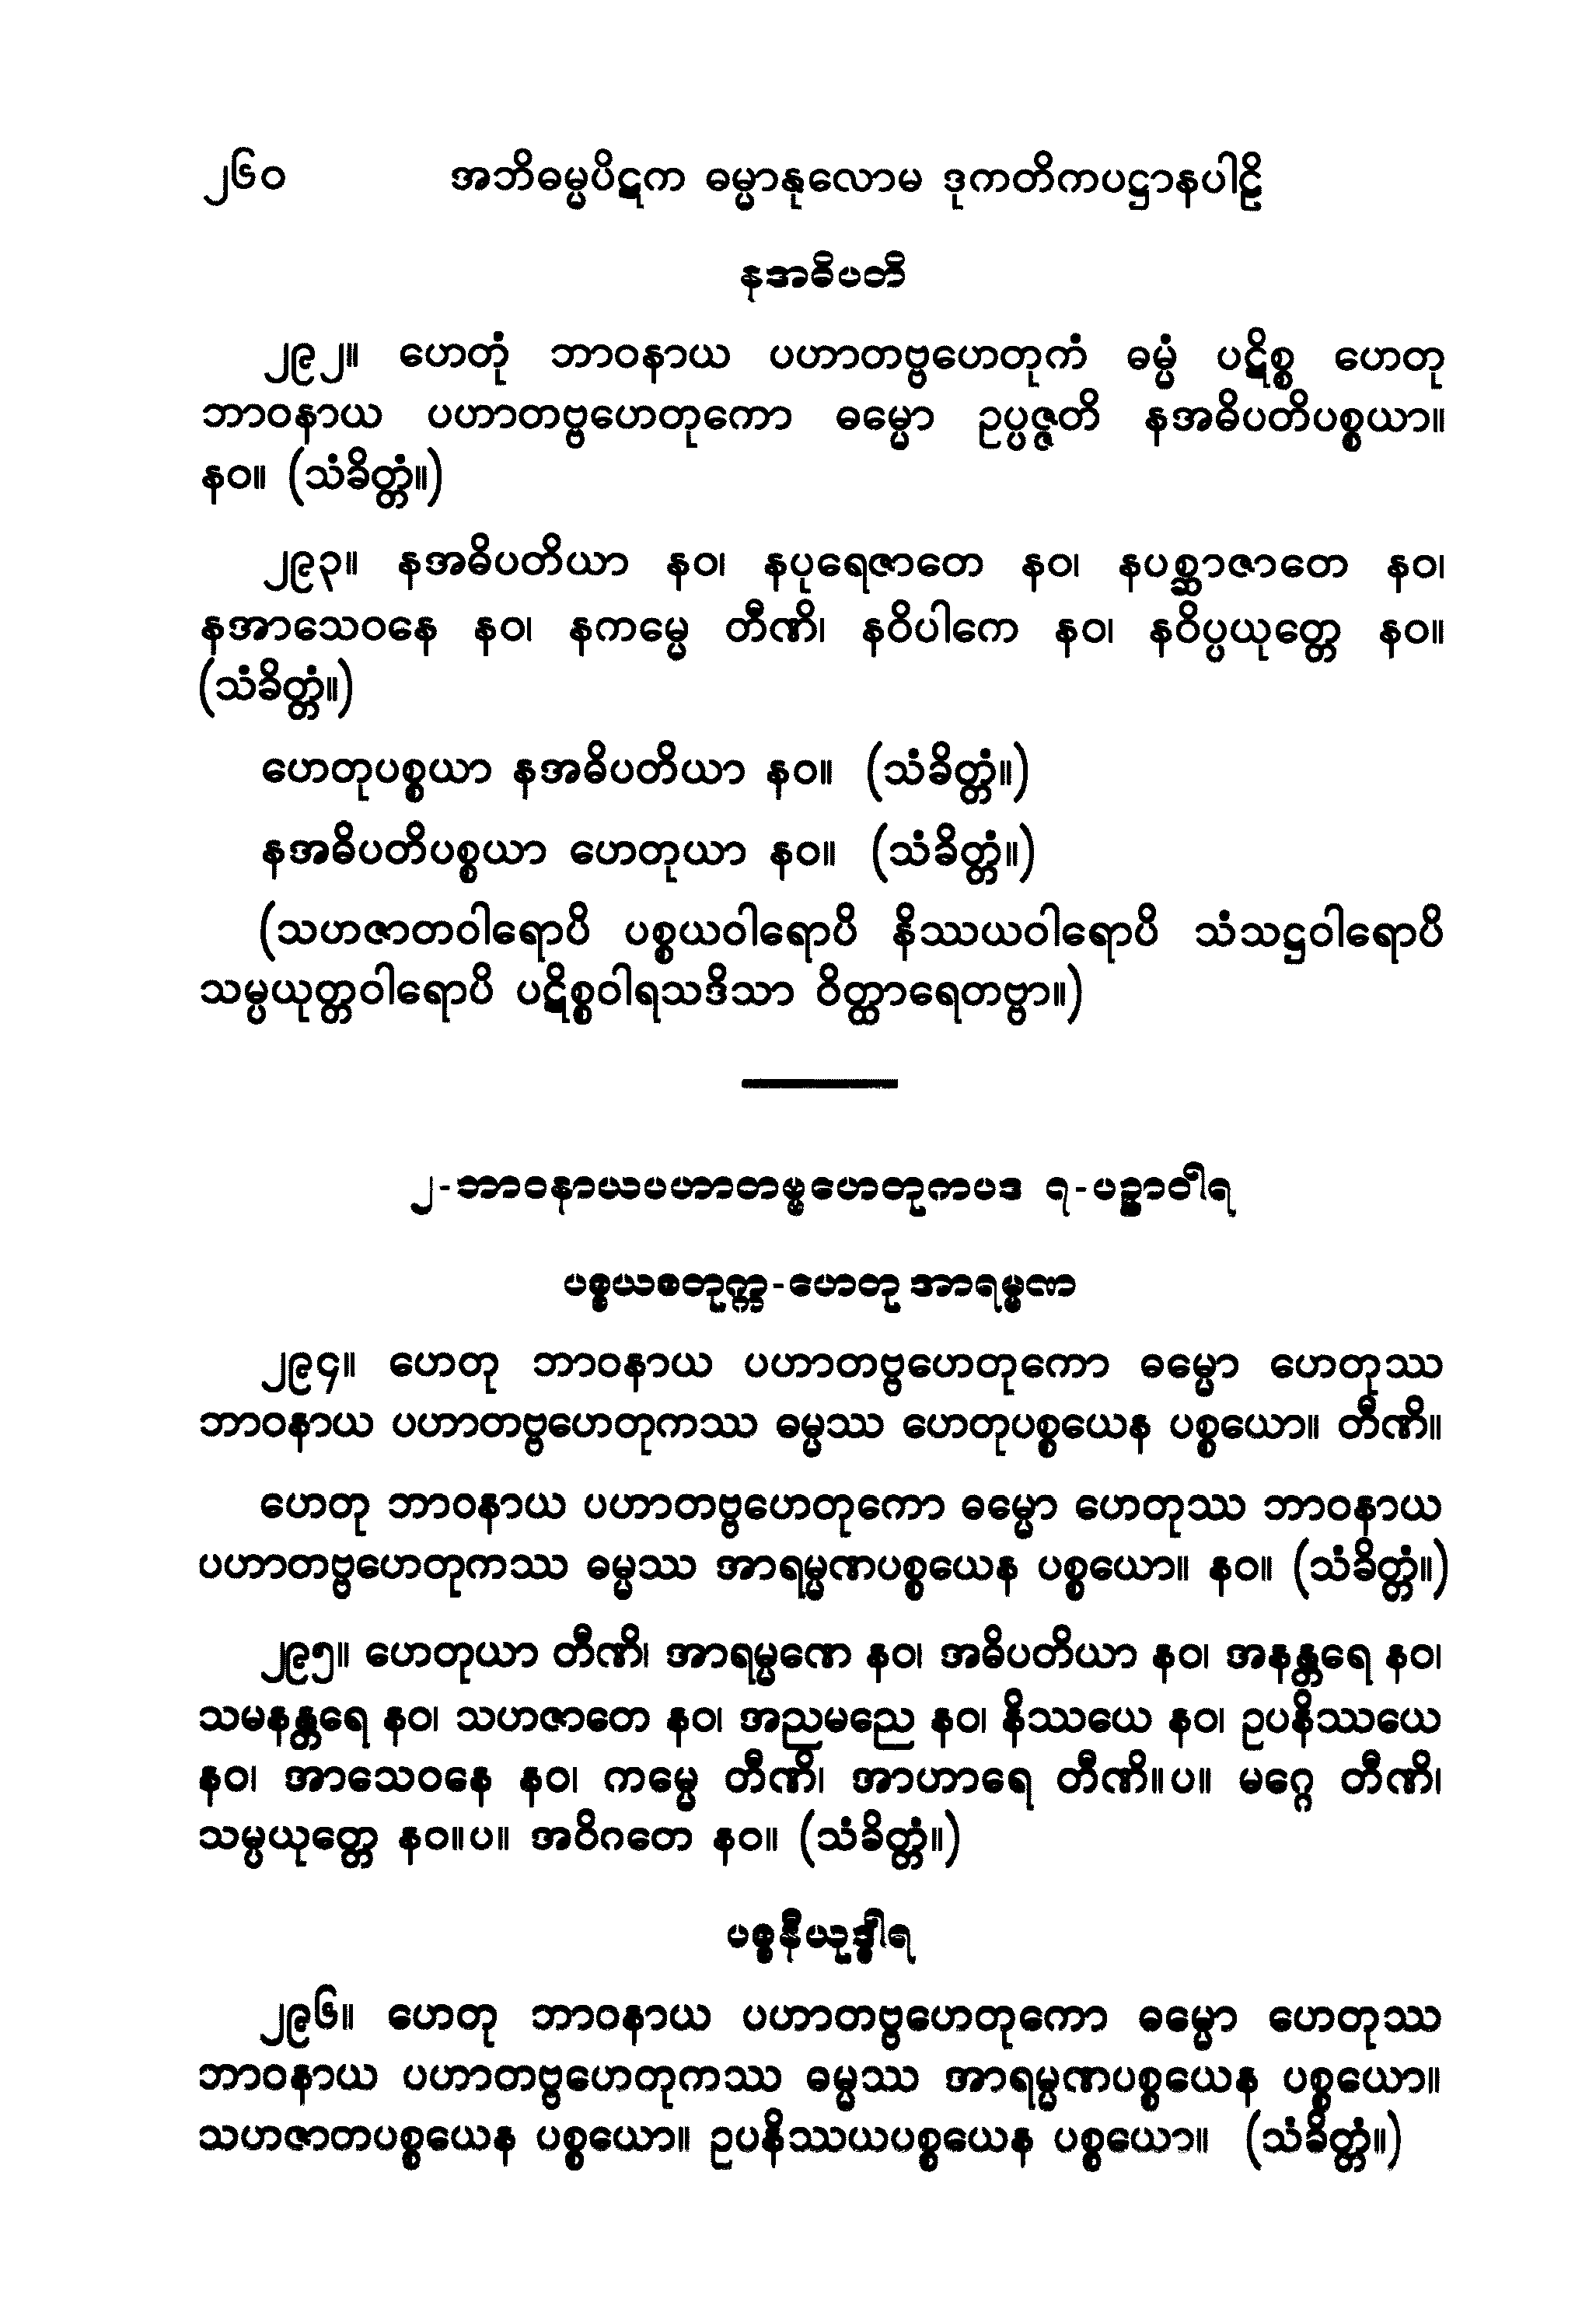 ၂၆၀ အဘိဓမ္မပိဋက ဓမ္မာနုလောမ ဒုကတိကပဋ္ဌာနပါဠိ
နအဓိပတိ
၂၉၂။ ဟေတုံ ဘာဝနာယ ပဟာတဗ္ဗဟေတုကံ ဓမ္မံ ပဋိစ္စ ဟေတု
ဘာဝနာယ ပဟာတဗ္ဗဟေတုကော ဓမ္မော ဥပ္ပဇ္ဇတိ နအဓိပတိပစ္စယာ။
နဝ။ (သံခိတ္တံ။)
၂၉၃။ နအဓိပတိယာ နဝ၊ နပုရေဇာတေ နဝ၊ နပစ္ဆာဇာတေ နဝ၊
နအာသေဝနေ နဝ၊ နကမ္မေ တီဏိ၊ နဝိပါကေ နဝ၊ နဝိပ္ပယုတ္တေ နဝ။
(သံခိတ္တံ။)
ဟေတုပစ္စယာ နအဓိပတိယာ နဝ။ (သံခိတ္တံ။)
နအဓိပတိပစ္စယာ ဟေတုယာ နဝ။ (သံခိတ္တံ။)
(သဟဇာတဝါရောပိ ပစ္စယဝါရောပိ နိဿယဝါရောပိ သံသဋ္ဌဝါရောပိ
သမ္ပယုတ္တဝါရောပိ ပဋိစ္စဝါရသဒိသာ ဝိတ္ထာရေတဗ္ဗာ။)
၂-ဘာဝနာယပဟာတဗ္ဗဟေတုကပဒ ၇-ပဉ္ှာဝါရ
ပစ္စယစတုက္က-ဟေတု အာရမ္မဏ
၂၉၄။ ဟေတု ဘာဝနာယ ပဟာတဗ္ဗဟေတုကော ဓမ္မော ဟေတုဿ
ဘာဝနာယ ပဟာတဗ္ဗဟေတုကဿ ဓမ္မဿ ဟေတုပစ္စယေန ပစ္စယော။ တီဏိ။
ဟေတု ဘာဝနာယ ပဟာတဗ္ဗဟေတုကော ဓမ္မော ဟေတုဿ ဘာဝနာယ
ပဟာတဗ္ဗဟေတုကဿ ဓမ္မဿ အာရမ္မဏပစ္စယေန ပစ္စယော။ နဝ။ (သံခိတ္တံ။)
၂၉၅။ ဟေတုယာ တီဏိ၊ အာရမ္မဏေ နဝ၊ အဓိပတိယာ နဝ၊ အနန္တရေ နဝ၊
သမနန္တရေ နဝ၊ သဟဇာတေ နဝ၊ အညမညေ နဝ၊ နိဿယေ နဝ၊ ဥပနိဿယေ
နဝ၊ အာသေဝနေ နဝ၊ ကမ္မေ တီဏိ၊ အာဟာရေ တီဏိ။ပ။ မဂ္ဂေ တီဏိ၊
သမ္ပယုတ္တေ နဝ။ပ။ အဝိဂတေ နဝ။ (သံခိတ္တံ။)
ပစ္စနီယုဒ္ဓါရ
၂၉၆။ ဟေတု ဘာဝနာယ ပဟာတဗ္ဗဟေတုကော ဓမ္မော ဟေတုဿ
ဘာဝနာယ ပဟာတဗ္ဗဟေတုကဿ ဓမ္မဿ အာရမ္မဏပစ္စယေန ပစ္စယော။
သဟဇာတပစ္စယေန ပစ္စယော။ ဥပနိဿယပစ္စယေန ပစ္စယော။ (သံခိတ္တံ။)